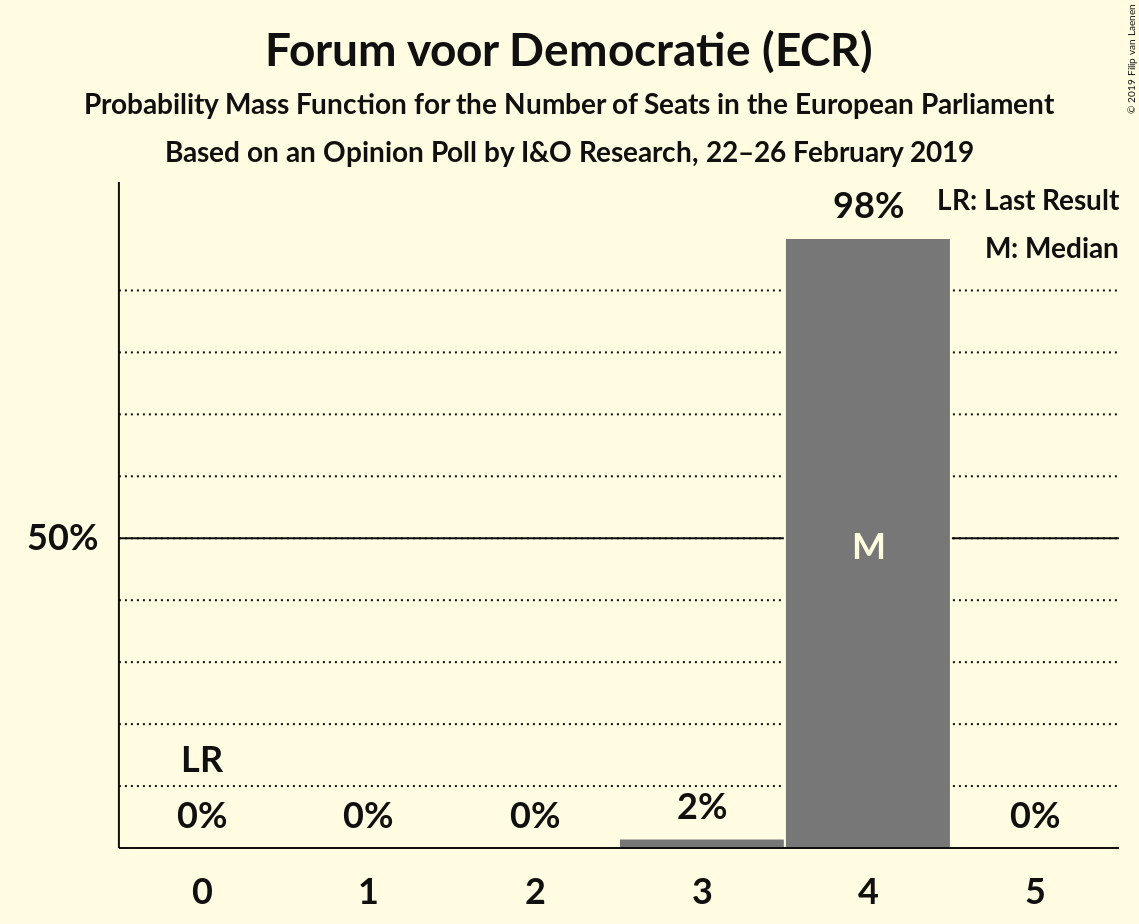 Forum voor Democratie (ECR)
Probability Mass Function for the Number of Seats in the European Parliament
Based on an Opinion Poll by I&O Research, 22–26 February 2019
© 2019 Filip van Laenen
98%
LR: Last Result
M: Median
50%
M
LR
0%
0%
0%
2%
0%
0
1
2
3
4
5